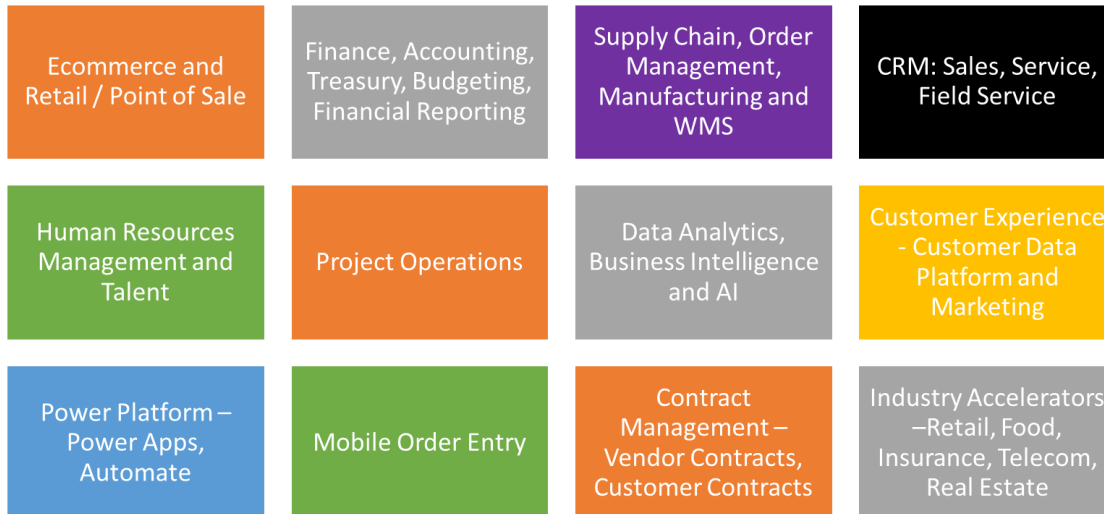 Ecommerce and
Retail / Point of Sale
Finance, Accounting,
Treasury, Budgeting,
Financial Reporting
Supply Chain, Order
Management,
Manufacturing and
WMS
CRM: Sales, Service,
Field Service
Human Resources
Management and
Talent
Project Operations
Data Analytics,
Business Intelligence
and AI
Customer Experience
- Customer Data
Platform and
Marketing
Power Platform –
Power Apps,
Automate
Mobile Order Entry
Contract
Management –
Vendor Contracts,
Customer Contracts
Industry Accelerators
–Retail, Food,
Insurance, Telecom,
Real Estate